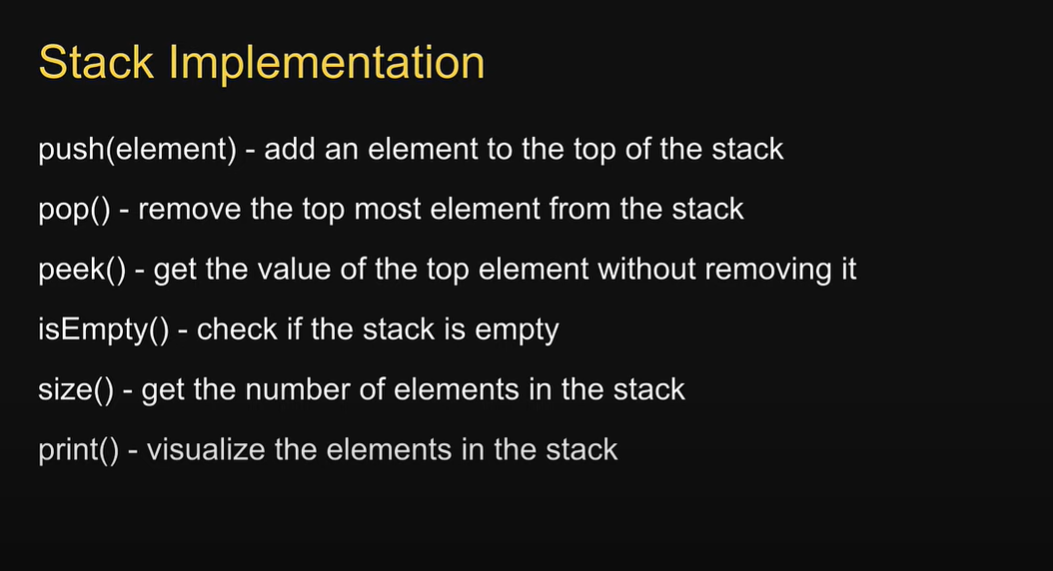 Stack Implementation
push(element) - add an element to the top of the stack
pop() - remove the top most element from the stack
peek() - get the value of the top element without removing it
isEmpty() - check if the stack is empty
size() - get the number of elements in the stack
print() - visualize the elements in the stack